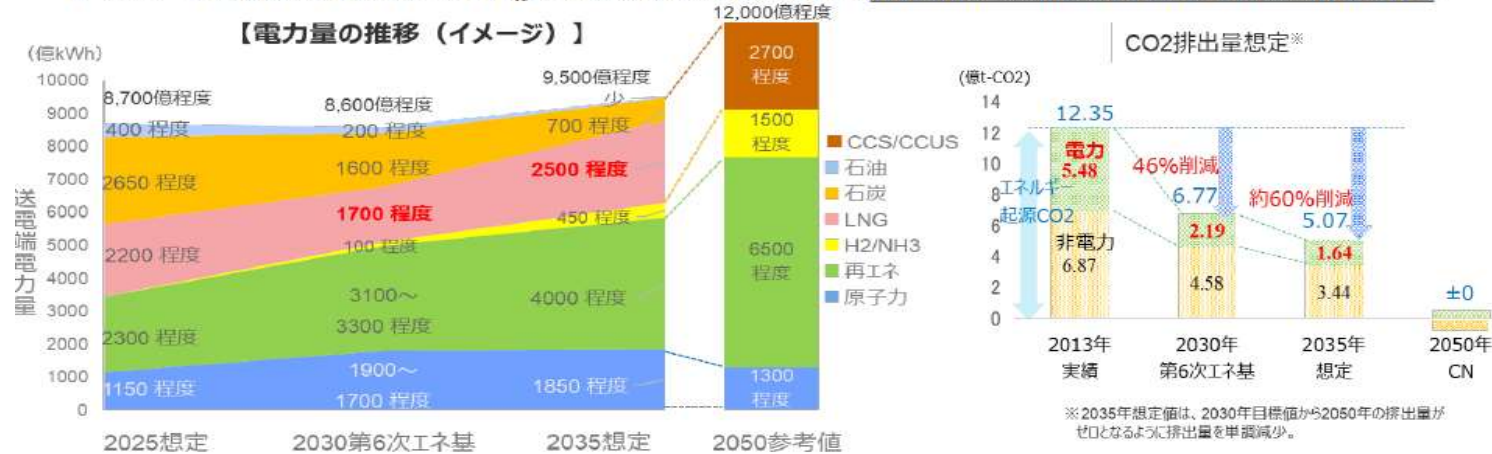 【電力量の推移（イメージ）】
(億kWh)
10000
9000
8000
7000
6000
5000
4000
3000
2000
1000
0
送電端電力量
8,700億程度
400 程度
2650 程度
2200 程度
2300 程度
1150 程度
8,600億程度
200 程度
1600 程度
1700 程度
100 程度
3100～
3300 程度
1900～
1700 程度
9,500億程度
少
700 程度
2500 程度
450 程度
4000 程度
1850 程度
12,000億程度
2700
程度
1500
程度
6500
程度
1300
程度
2025想定
2030第6次エネ基
2035想定
2050参考値
CCS/CCUS
石油
石炭
LNG
H2/NH3
再エネ
原子力
CO2排出量想定※
(億t-CO2)
14
12
10
8
6
4
2
0
12.35
電力
5.48
エネルギー
起源CO2
非電力
6.87
46%削減
6.77
2.19
4.58
約60%削減
5.07
1.64
3.44
±0
2013年
実績
2030年
第6次エネ基
2035年
想定
2050年
CN
※2035年想定値は、2030年目標値から2050年の排出量が
ゼロとなるように排出量を単調減少。